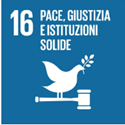 16 PACE, GIUSTIZIA
E ISTITUZIONI
SOLIDE